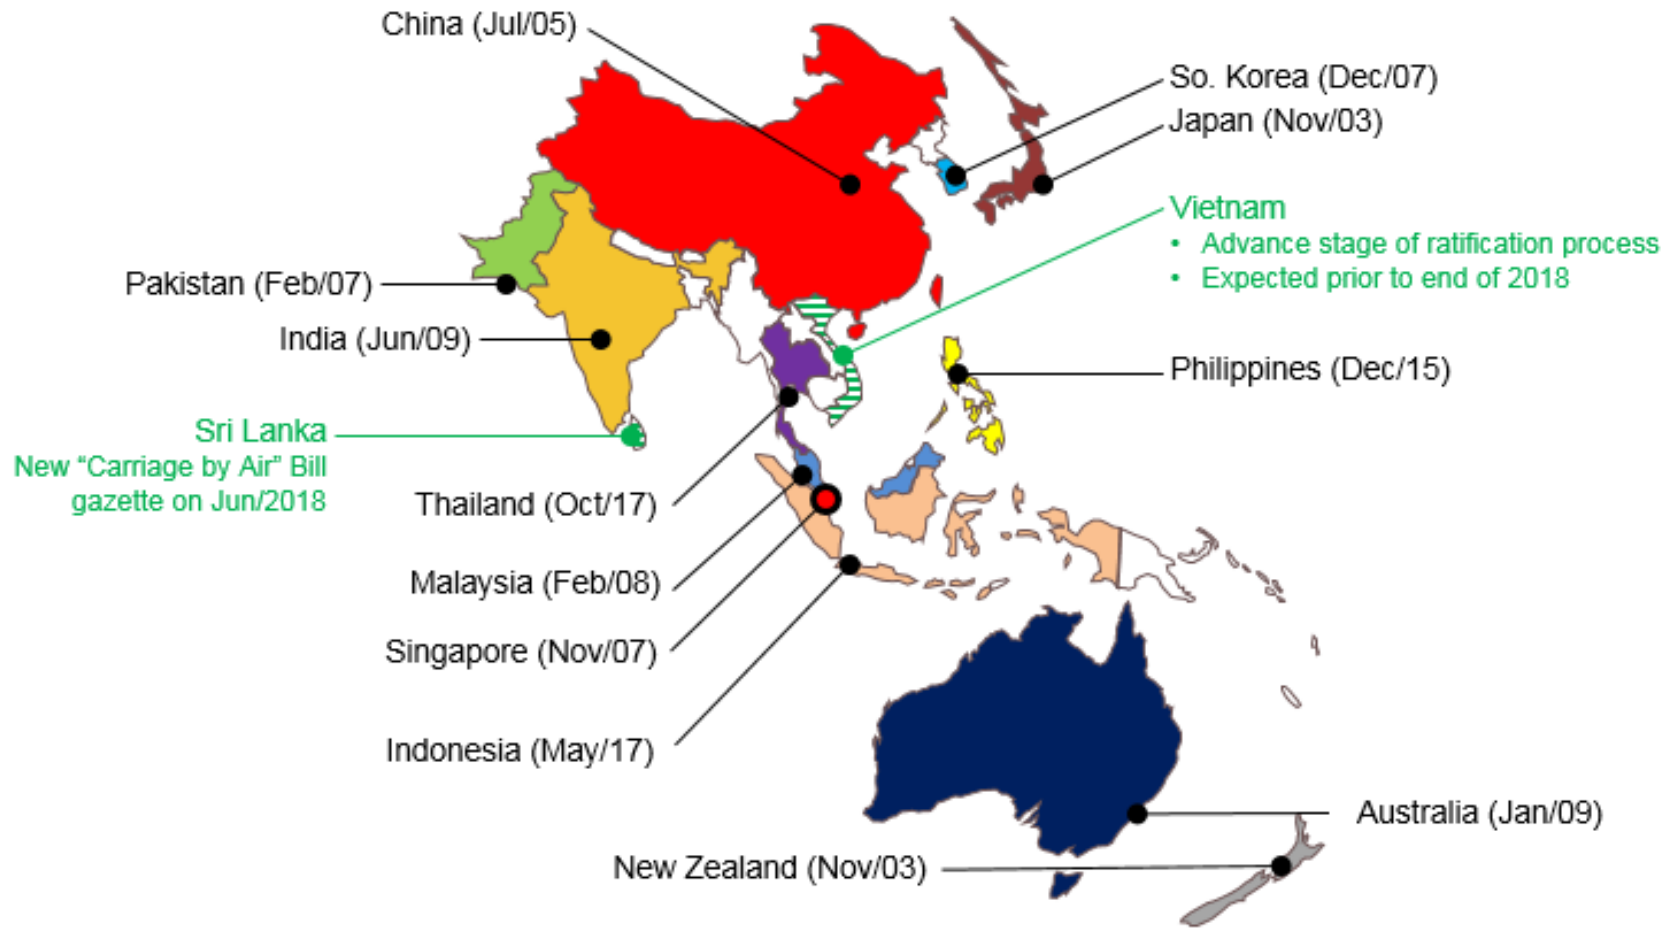 China (Jul/05)
So. Korea (Dec/07)
Japan (Nov/03)
Vietnam
• Advance stage of ratification process
• Expected prior to end of 2018
Pakistan (Feb/07)
India (Jun/09)
Philippines (Dec/15)
Sri Lanka
New “Carriage by Air” Bill
gazette on Jun/2018
Thailand (Oct/17)
Malaysia (Feb/08)
Singapore (Nov/07)
Indonesia (May/17)
Australia (Jan/09)
New Zealand (Nov/03)